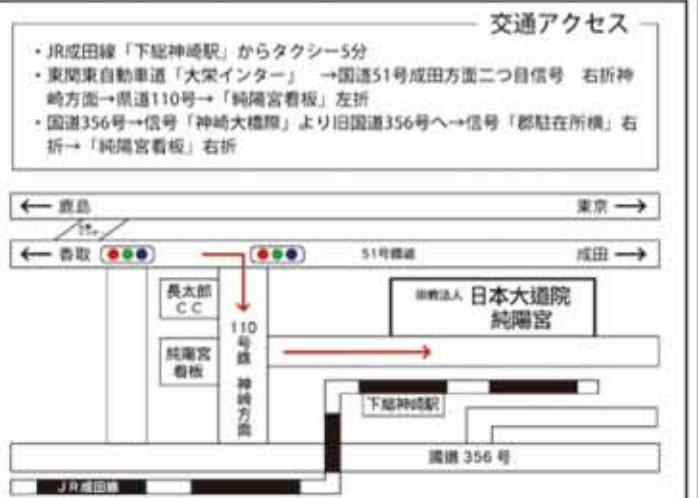 交通アクセス
・JR成田線「下総神崎駅」からタクシー5分
・東関東自動車道「大栄インター」　→国道51号成田方面二つ目信号　右折神
崎方面→県道110号→「純陽宮看板」左折
・国道356号→信号「神崎大橋際」より旧国道356号へ→信号「郡駐在所横」右
折→「純陽宮看板」右折
← 鹿島
東京 →
← 香取
51号線道
成田 →
長太郎
CC
110号線 神崎方面
宗教法人 日本大道院
純陽宮
純陽宮
看板
下総神崎駅
国道 356 号
JR成田線